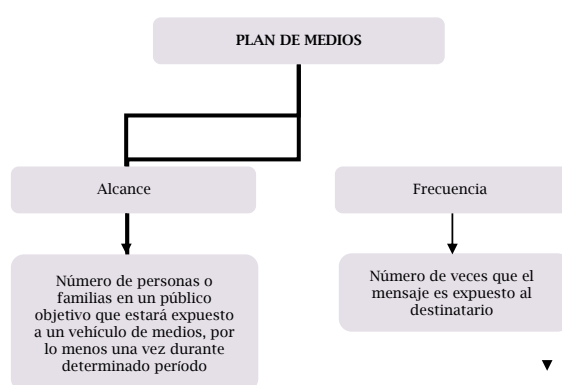 PLAN DE MEDIOS
Alcance
Frecuencia
Número de personas o
familias en un público
objetivo que estará expuesto
a un vehículo de medios, por
lo menos una vez durante
determinado período
Número de veces que el
mensaje es expuesto al
destinatario